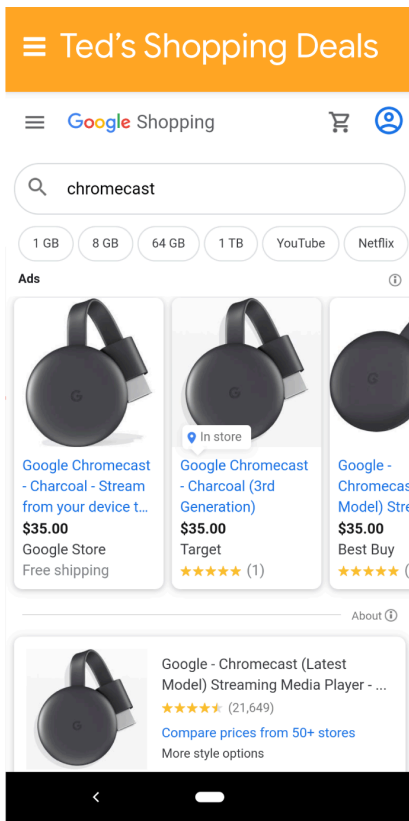 Ted's Shopping Deals
Google Shopping
chromecast
1 GB
8 GB
64 GB
1 TB
YouTube
Netflix
Ads
In store
Google Chromecast
- Charcoal - Stream
from your device t...
$35.00
Google Store
Free shipping
Google Chromecast
- Charcoal (3rd
Generation)
$35.00
Target
(1)
Google -
Chromecas
Model) Stre
$35.00
Best Buy
(
About
Google - Chromecast (Latest
Model) Streaming Media Player - ...
(21,649)
Compare prices from 50+ stores
More style options